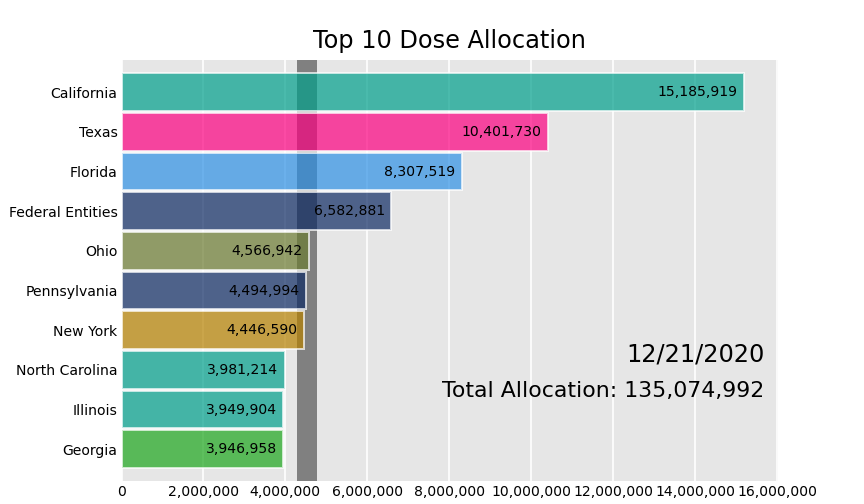 Top 10 Dose Allocation
California 15,185,919
Texas 10,401,730
Florida 8,307,519
Federal Entities 6,582,881
Ohio 4,566,942
Pennsylvania 4,494,994
New York 4,446,590
12/21/2020
North Carolina 3,981,214
Total Allocation: 135,074,992
Illinois 3,949,904
Georgia 3,946,958
0 2,000,000 4,000,000 6,000,000 8,000,000 10,000,000 12,000,000 14,000,000 16,000,000